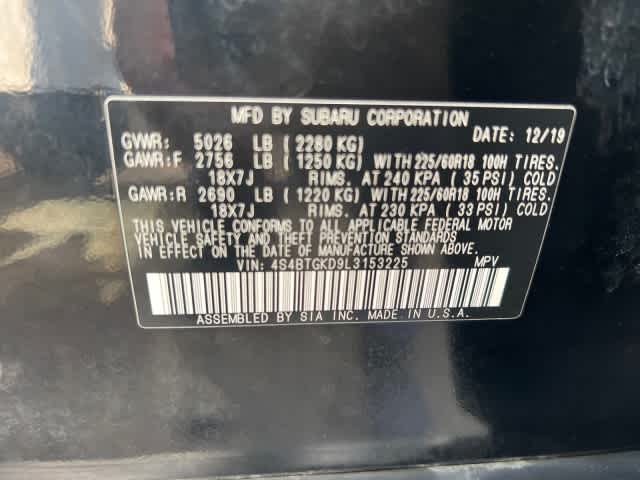 MFD BY SUBARU CORPORATION
DATE: 12/19
GVWR: 5026 LB (2280 KG)
GAWR:F 2756 LB (1250 KG) WITH 225/60R18 100H TIRES.
18X7J RIMS. AT 240 KPA (35 PSI) COLD
GAWR:R 2690 LB (1220 KG) WITH 225/60R18 100H TIRES.
18X7J RIMS. AT 230 KPA (33 PSI) COLD
THIS VEHICLE CONFORMS TO ALL APPLICABLE FEDERAL MOTOR
VEHICLE SAFETY, BUMPER, AND THEFT PREVENTION STANDARDS
IN EFFECT ON THE DATE OF MANUFACTURE SHOWN ABOVE.
VIN: 4S4BTGKD9L3153225 MPV
ASSEMBLED BY SIA INC. MADE IN U.S.A.